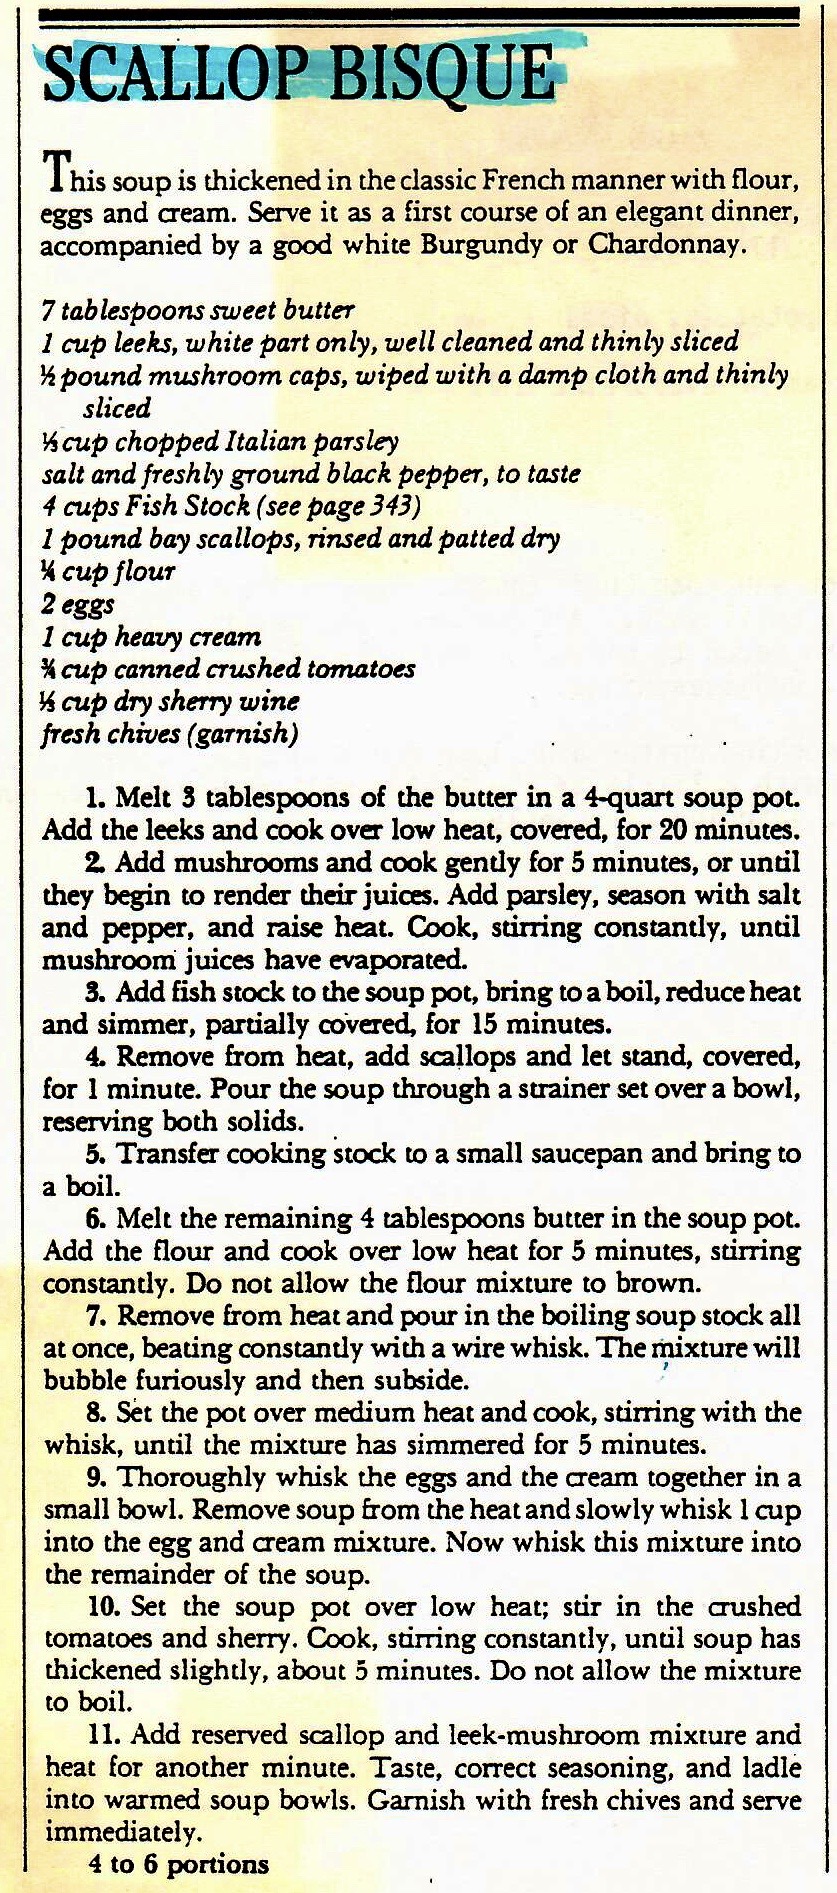 SCALLOP BISQUE
This soup is thickened in the classic French manner with flour,
eggs and cream. Serve it as a first course of an elegant dinner,
accompanied by a good white Burgundy or Chardonnay.
7 tablespoons sweet butter
1 cup leeks, white part only, well cleaned and thinly sliced
½ pound mushroom caps, wiped with a damp cloth and thinly
sliced
⅓ cup chopped Italian parsley
salt and freshly ground black pepper, to taste
4 cups Fish Stock (see page 343)
1 pound bay scallops, rinsed and patted dry
¼ cup flour
2 eggs
1 cup heavy cream
¾ cup canned crushed tomatoes
⅓ cup dry sherry wine
fresh chives (garnish)
1. Melt 3 tablespoons of the butter in a 4-quart soup pot.
Add the leeks and cook over low heat, covered, for 20 minutes.
2. Add mushrooms and cook gently for 5 minutes, or until
they begin to render their juices. Add parsley, season with salt
and pepper, and raise heat. Cook, stirring constantly, until
mushroom juices have evaporated.
3. Add fish stock to the soup pot, bring to a boil, reduce heat
and simmer, partially covered, for 15 minutes.
4. Remove from heat, add scallops and let stand, covered,
for 1 minute. Pour the soup through a strainer set over a bowl,
reserving both solids.
5. Transfer cooking stock to a small saucepan and bring to
a boil.
6. Melt the remaining 4 tablespoons butter in the soup pot.
Add the flour and cook over low heat for 5 minutes, stirring
constantly. Do not allow the flour mixture to brown.
7. Remove from heat and pour in the boiling soup stock all
at once, beating constantly with a wire whisk. The mixture will
bubble furiously and then subside.
8. Set the pot over medium heat and cook, stirring with the
whisk, until the mixture has simmered for 5 minutes.
9. Thoroughly whisk the eggs and the cream together in a
small bowl. Remove soup from the heat and slowly whisk 1 cup
into the egg and cream mixture. Now whisk this mixture into
the remainder of the soup.
10. Set the soup pot over low heat; stir in the crushed
tomatoes and sherry. Cook, stirring constantly, until soup has
thickened slightly, about 5 minutes. Do not allow the mixture
to boil.
11. Add reserved scallop and leek-mushroom mixture and
heat for another minute. Taste, correct seasoning, and ladle
into warmed soup bowls. Garnish with fresh chives and serve
immediately.
4 to 6 portions